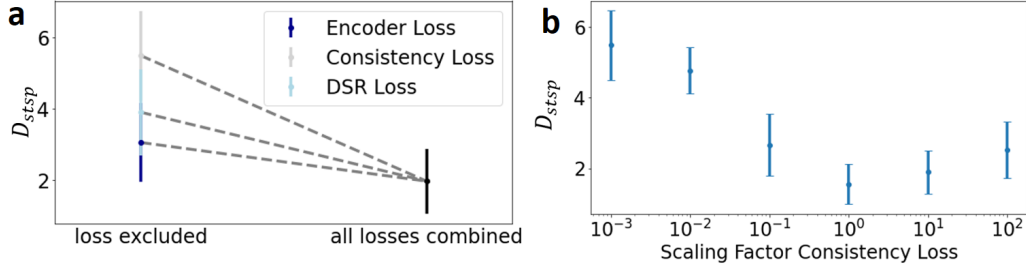 a
6
4
2
D_stsp
Encoder Loss
Consistency Loss
DSR Loss
loss excluded
all losses combined
b
6
4
2
D_stsp
10^-3
10^-2
10^-1
10^0
10^1
10^2
Scaling Factor Consistency Loss